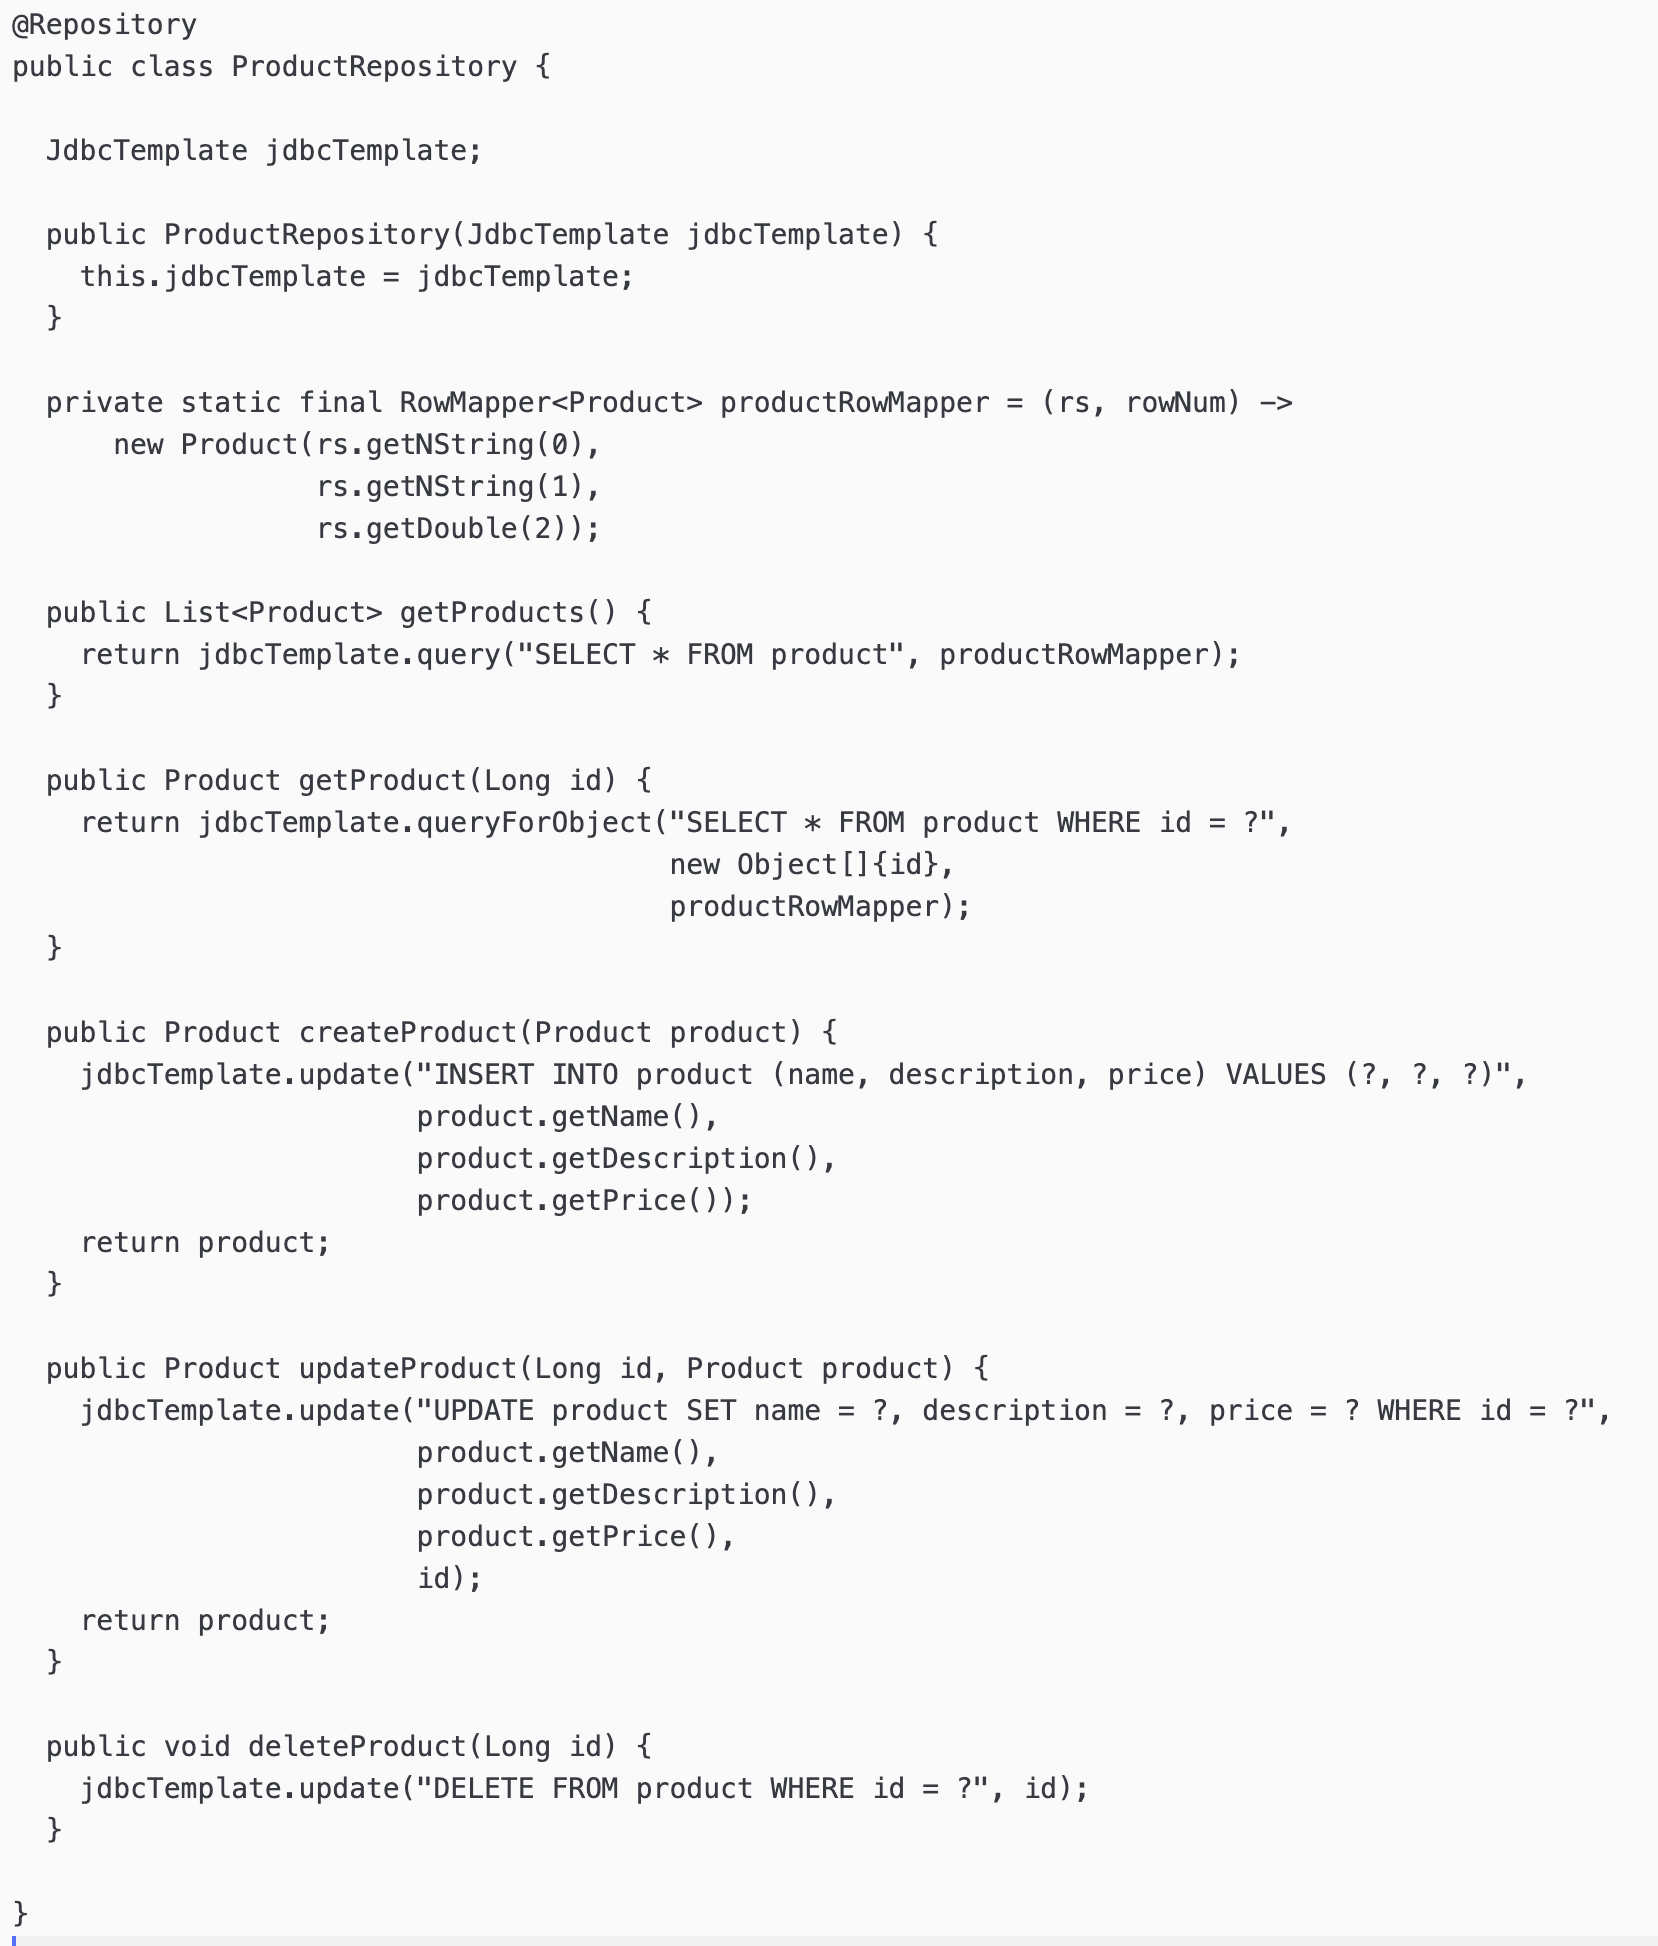 @Repository
public class ProductRepository {

  JdbcTemplate jdbcTemplate;

  public ProductRepository(JdbcTemplate jdbcTemplate) {
    this.jdbcTemplate = jdbcTemplate;
  }

  private static final RowMapper<Product> productRowMapper = (rs, rowNum) ->
      new Product(rs.getNString(0),
                  rs.getNString(1),
                  rs.getDouble(2));

  public List<Product> getProducts() {
    return jdbcTemplate.query("SELECT * FROM product", productRowMapper);
  }

  public Product getProduct(Long id) {
    return jdbcTemplate.queryForObject("SELECT * FROM product WHERE id = ?",
                                       new Object[]{id},
                                       productRowMapper);
  }

  public Product createProduct(Product product) {
    jdbcTemplate.update("INSERT INTO product (name, description, price) VALUES (?, ?, ?)",
                        product.getName(),
                        product.getDescription(),
                        product.getPrice());
    return product;
  }

  public Product updateProduct(Long id, Product product) {
    jdbcTemplate.update("UPDATE product SET name = ?, description = ?, price = ? WHERE id = ?",
                        product.getName(),
                        product.getDescription(),
                        product.getPrice(),
                        id);
    return product;
  }

  public void deleteProduct(Long id) {
    jdbcTemplate.update("DELETE FROM product WHERE id = ?", id);
  }

}